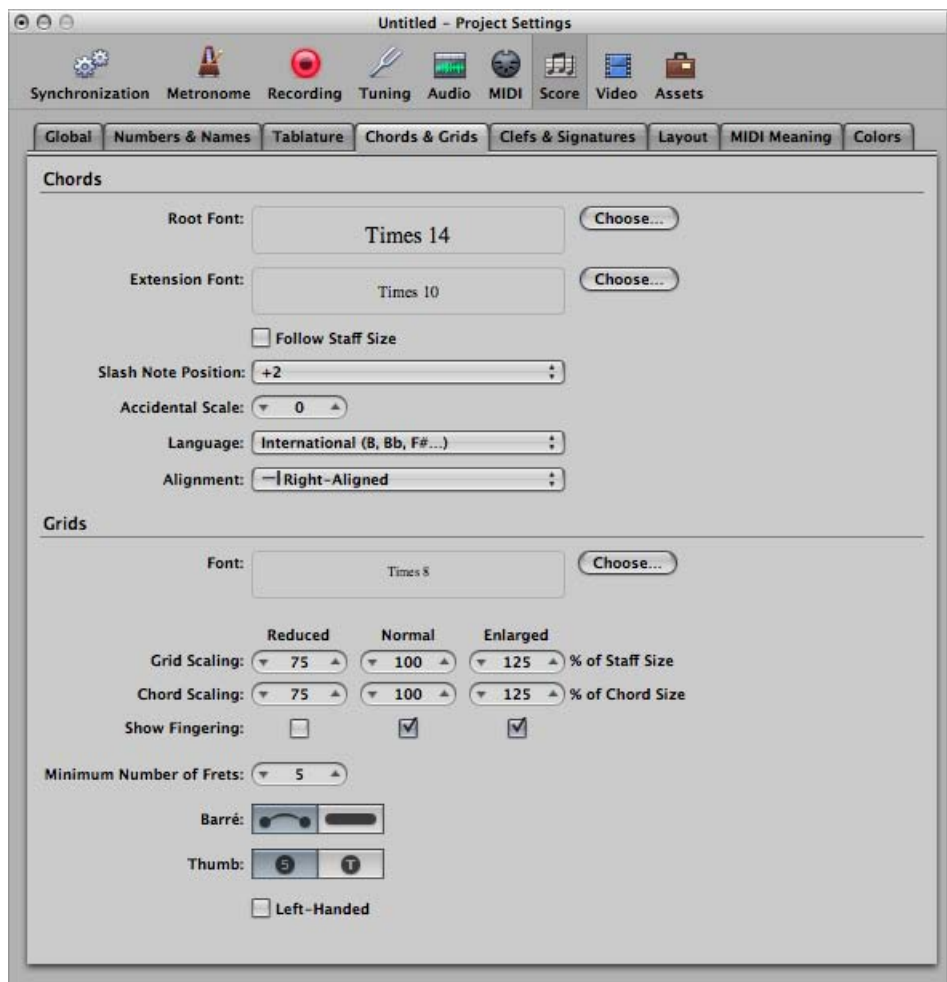 Untitled – Project Settings
Synchronization Metronome Recording Tuning Audio MIDI Score Video Assets
Global Numbers & Names Tablature Chords & Grids Clefs & Signatures Layout MIDI Meaning Colors
Chords
Root Font: Times 14 Choose...
Extension Font: Times 10 Choose...
Follow Staff Size
Slash Note Position: +2
Accidental Scale: 0
Language: International (B, Bb, F#...)
Alignment: Right-Aligned
Grids
Font: Times 8 Choose...
Reduced Normal Enlarged
Grid Scaling: 75 100 125 % of Staff Size
Chord Scaling: 75 100 125 % of Chord Size
Show Fingering:
Minimum Number of Frets: 5
Barré:
Thumb: 5 T
Left-Handed